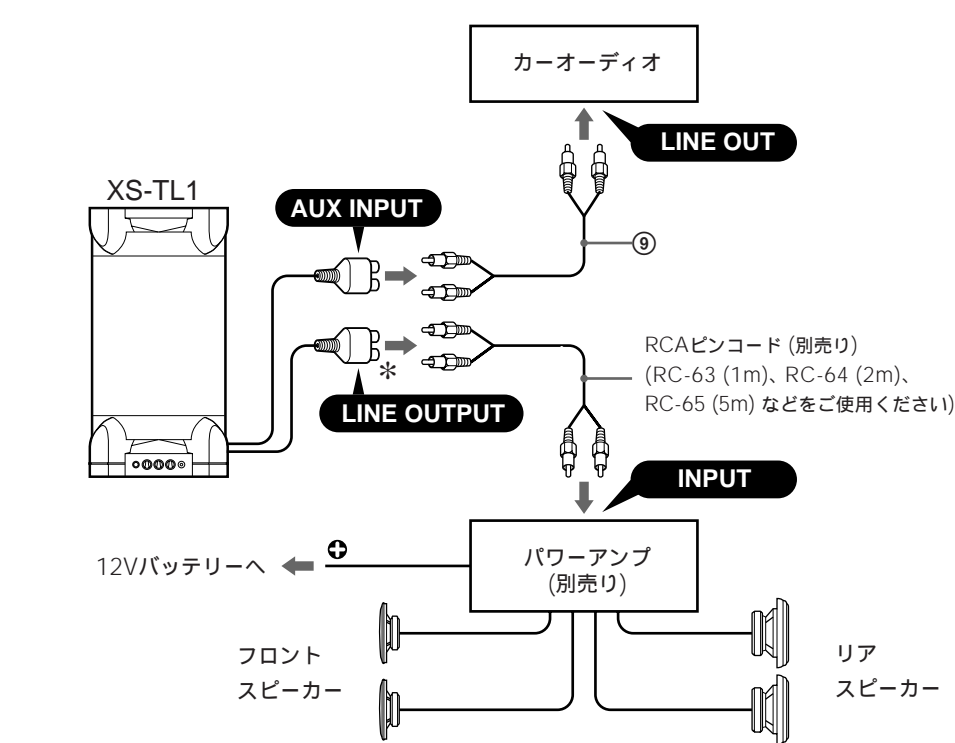 カーオーディオ
LINE OUT
XS-TL1
AUX INPUT
⑨
RCAピンコード (別売り)
(RC-63 (1m)、RC-64 (2m)、
RC-65 (5m) などをご使用ください)
*
LINE OUTPUT
INPUT
パワーアンプ
(別売り)
12Vバッテリーへ
フロント
スピーカー
リア
スピーカー